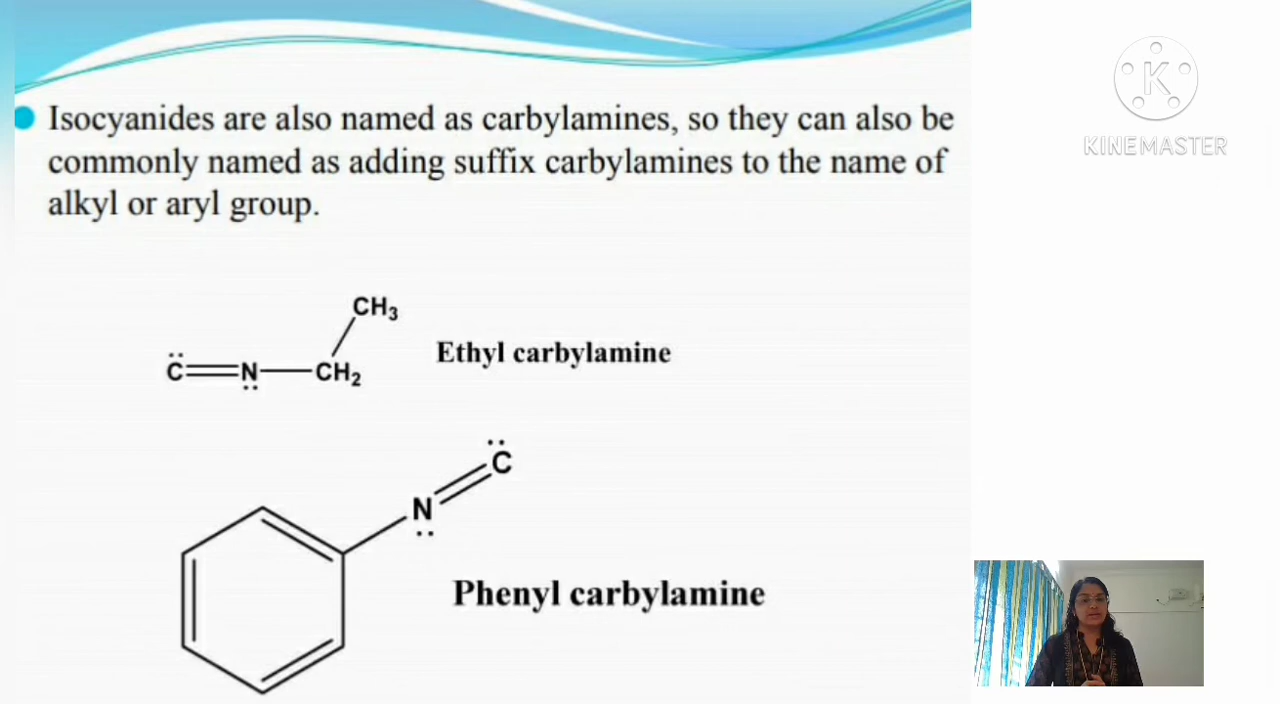 Isocyanides are also named as carbylamines, so they can also be
commonly named as adding suffix carbylamines to the name of
alkyl or aryl group.
K
KINEMASTER
CH₃
C̈=N̤—CH₂
Ethyl carbylamine
C̈
N̤
Phenyl carbylamine